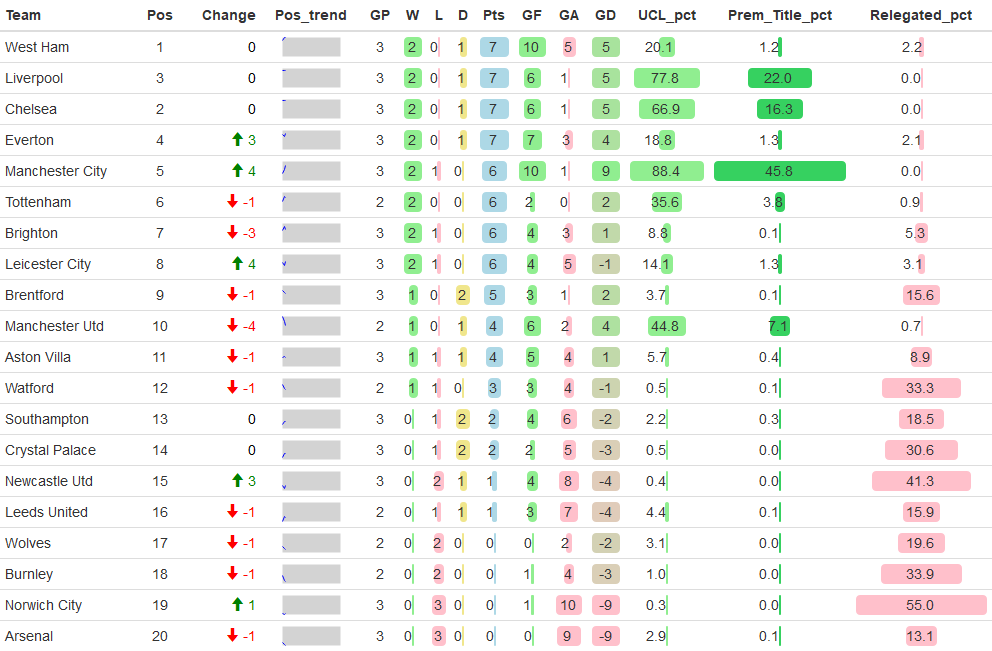 Team Pos Change Pos_trend GP W L D Pts GF GA GD UCL_pct Prem_Title_pct Relegated_pct
West Ham 1 0 3 2 0 1 7 10 5 5 20.1 1.2 2.2
Liverpool 3 0 3 2 0 1 7 6 1 5 77.8 22.0 0.0
Chelsea 2 0 3 2 0 1 7 6 1 5 66.9 16.3 0.0
Everton 4 3 3 2 0 1 7 7 3 4 18.8 1.3 2.1
Manchester City 5 4 3 2 1 0 6 10 1 9 88.4 45.8 0.0
Tottenham 6 -1 2 2 0 0 6 2 0 2 35.6 3.8 0.9
Brighton 7 -3 3 2 1 0 6 4 3 1 8.8 0.1 5.3
Leicester City 8 4 3 2 1 0 6 4 5 -1 14.1 1.3 3.1
Brentford 9 -1 3 1 0 2 5 3 1 2 3.7 0.1 15.6
Manchester Utd 10 -4 2 1 0 1 4 6 2 4 44.8 7.1 0.7
Aston Villa 11 -1 3 1 1 1 4 5 4 1 5.7 0.4 8.9
Watford 12 -1 2 1 1 0 3 3 4 -1 0.5 0.1 33.3
Southampton 13 0 3 0 1 2 2 4 6 -2 2.2 0.3 18.5
Crystal Palace 14 0 3 0 1 2 2 2 5 -3 0.5 0.0 30.6
Newcastle Utd 15 3 3 0 2 1 1 4 8 -4 0.4 0.0 41.3
Leeds United 16 -1 2 0 1 1 1 3 7 -4 4.4 0.1 15.9
Wolves 17 -1 2 0 2 0 0 0 2 -2 3.1 0.0 19.6
Burnley 18 -1 2 0 2 0 0 1 4 -3 1.0 0.0 33.9
Norwich City 19 1 3 0 3 0 0 1 10 -9 0.3 0.0 55.0
Arsenal 20 -1 3 0 3 0 0 0 9 -9 2.9 0.1 13.1